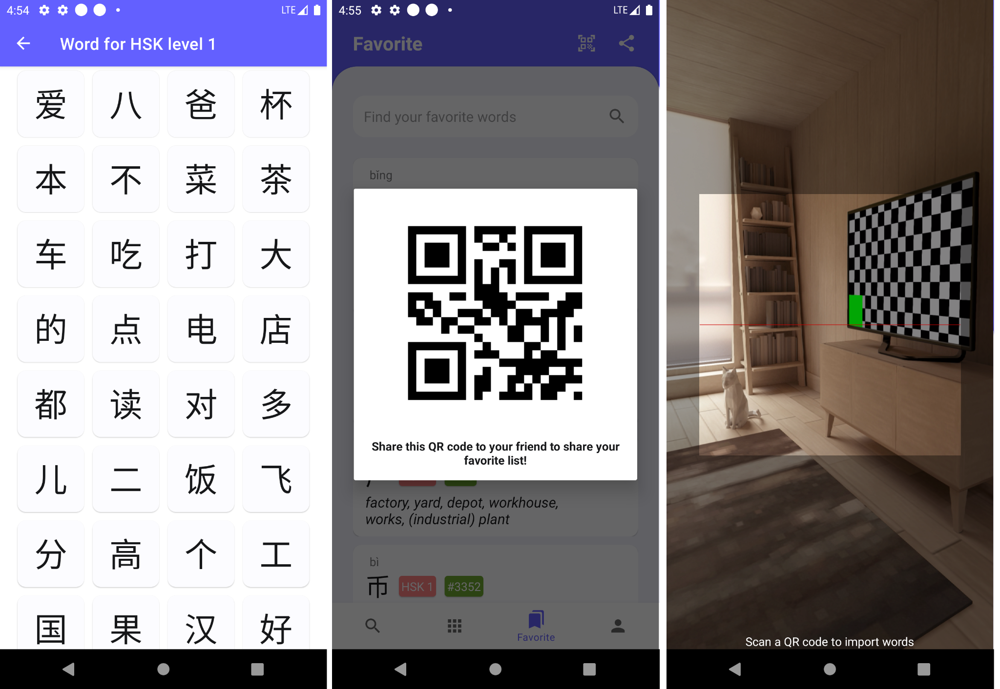 4:54
LTE
Word for HSK level 1
爱 八 爸 杯
本 不 菜 茶
车 吃 打 大
的 点 电 店
都 读 对 多
儿 二 饭 飞
分 高 个 工
国 果 汉 好
4:55
LTE
Favorite
Find your favorite words
bǐng
Share this QR code to your friend to share your
favorite list!
factory, yard, depot, workhouse,
works, (industrial) plant
bì
币 HSK 1 #3352
Favorite
Scan a QR code to import words